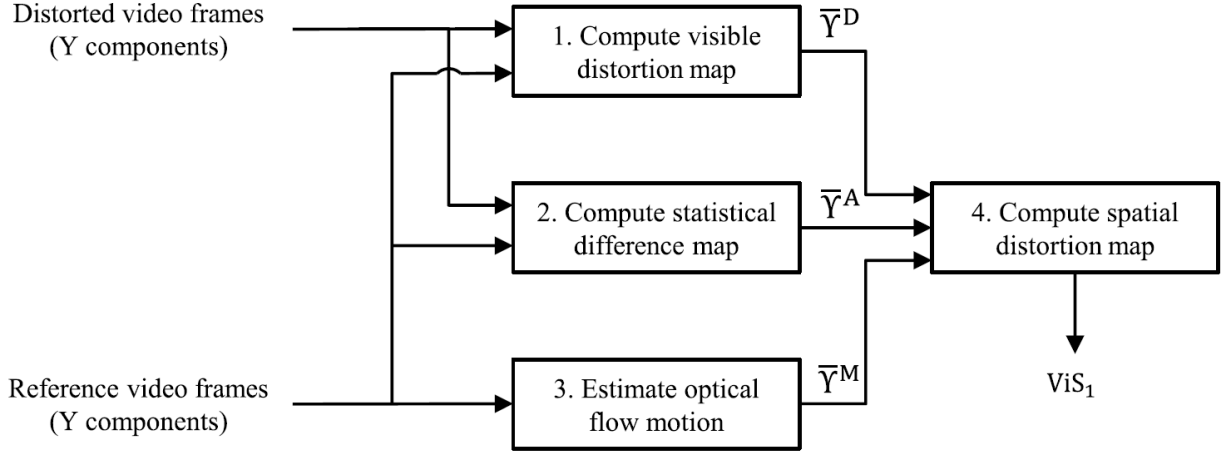 Distorted video frames
(Y components)
1. Compute visible
distortion map
ϒ̅ᴰ
2. Compute statistical
difference map
ϒ̅ᴬ
4. Compute spatial
distortion map
Reference video frames
(Y components)
3. Estimate optical
flow motion
ϒ̅ᴹ
ViS₁